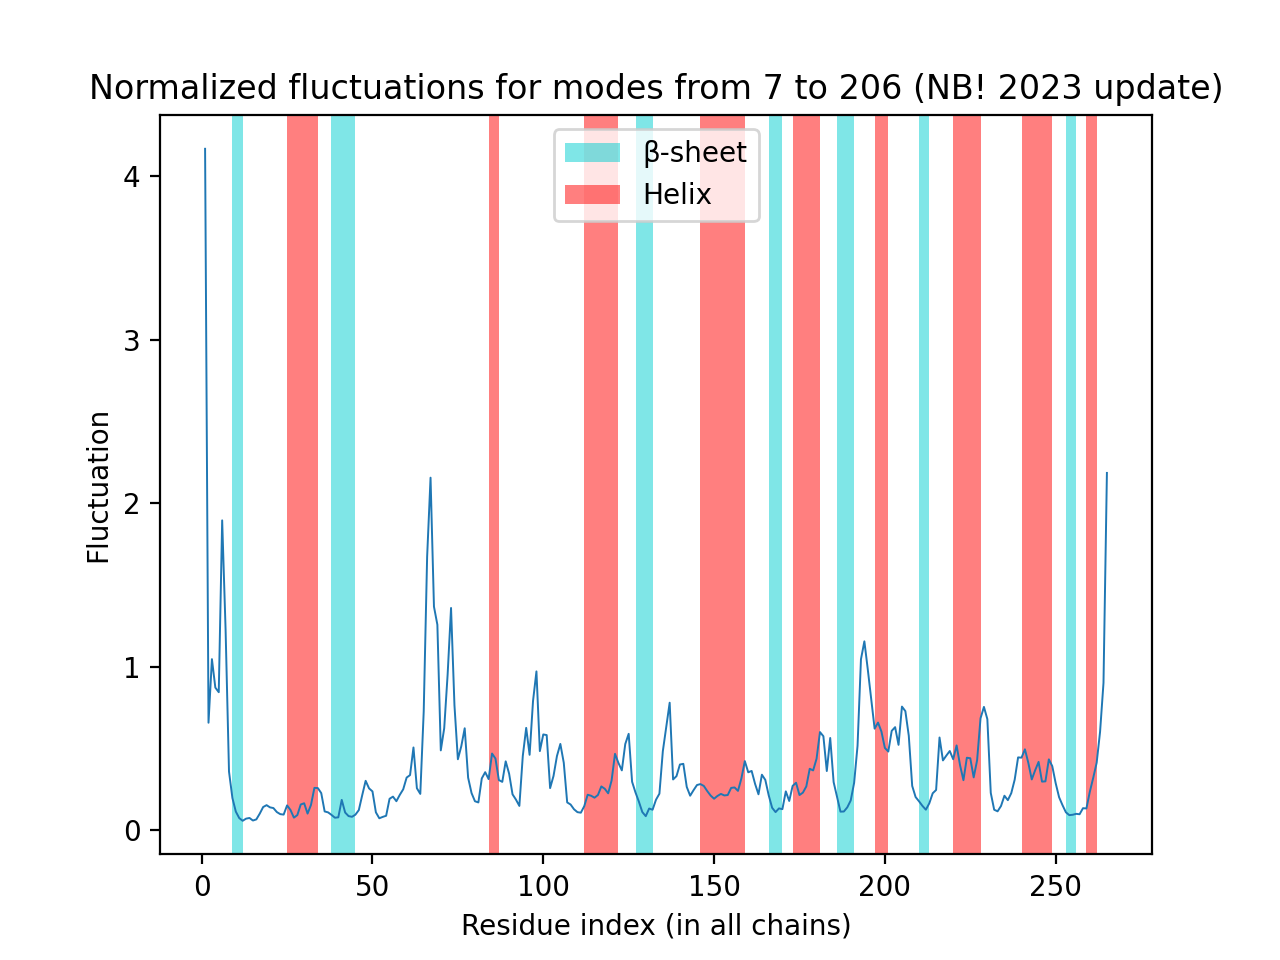 Normalized fluctuations for modes from 7 to 206 (NB! 2023 update)
β-sheet
Helix
4
3
2
1
0
Fluctuation
0 50 100 150 200 250
Residue index (in all chains)